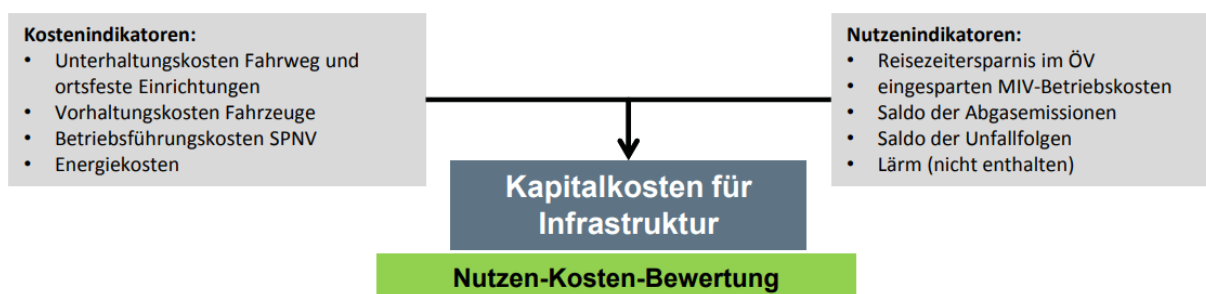 Kostenindikatoren:
• Unterhaltungskosten Fahrweg und
ortsfeste Einrichtungen
• Vorhaltungskosten Fahrzeuge
• Betriebsführungskosten SPNV
• Energiekosten
Nutzenindikatoren:
• Reisezeitersparnis im ÖV
• eingesparten MIV-Betriebskosten
• Saldo der Abgasemissionen
• Saldo der Unfallfolgen
• Lärm (nicht enthalten)
Kapitalkosten für
Infrastruktur
Nutzen-Kosten-Bewertung